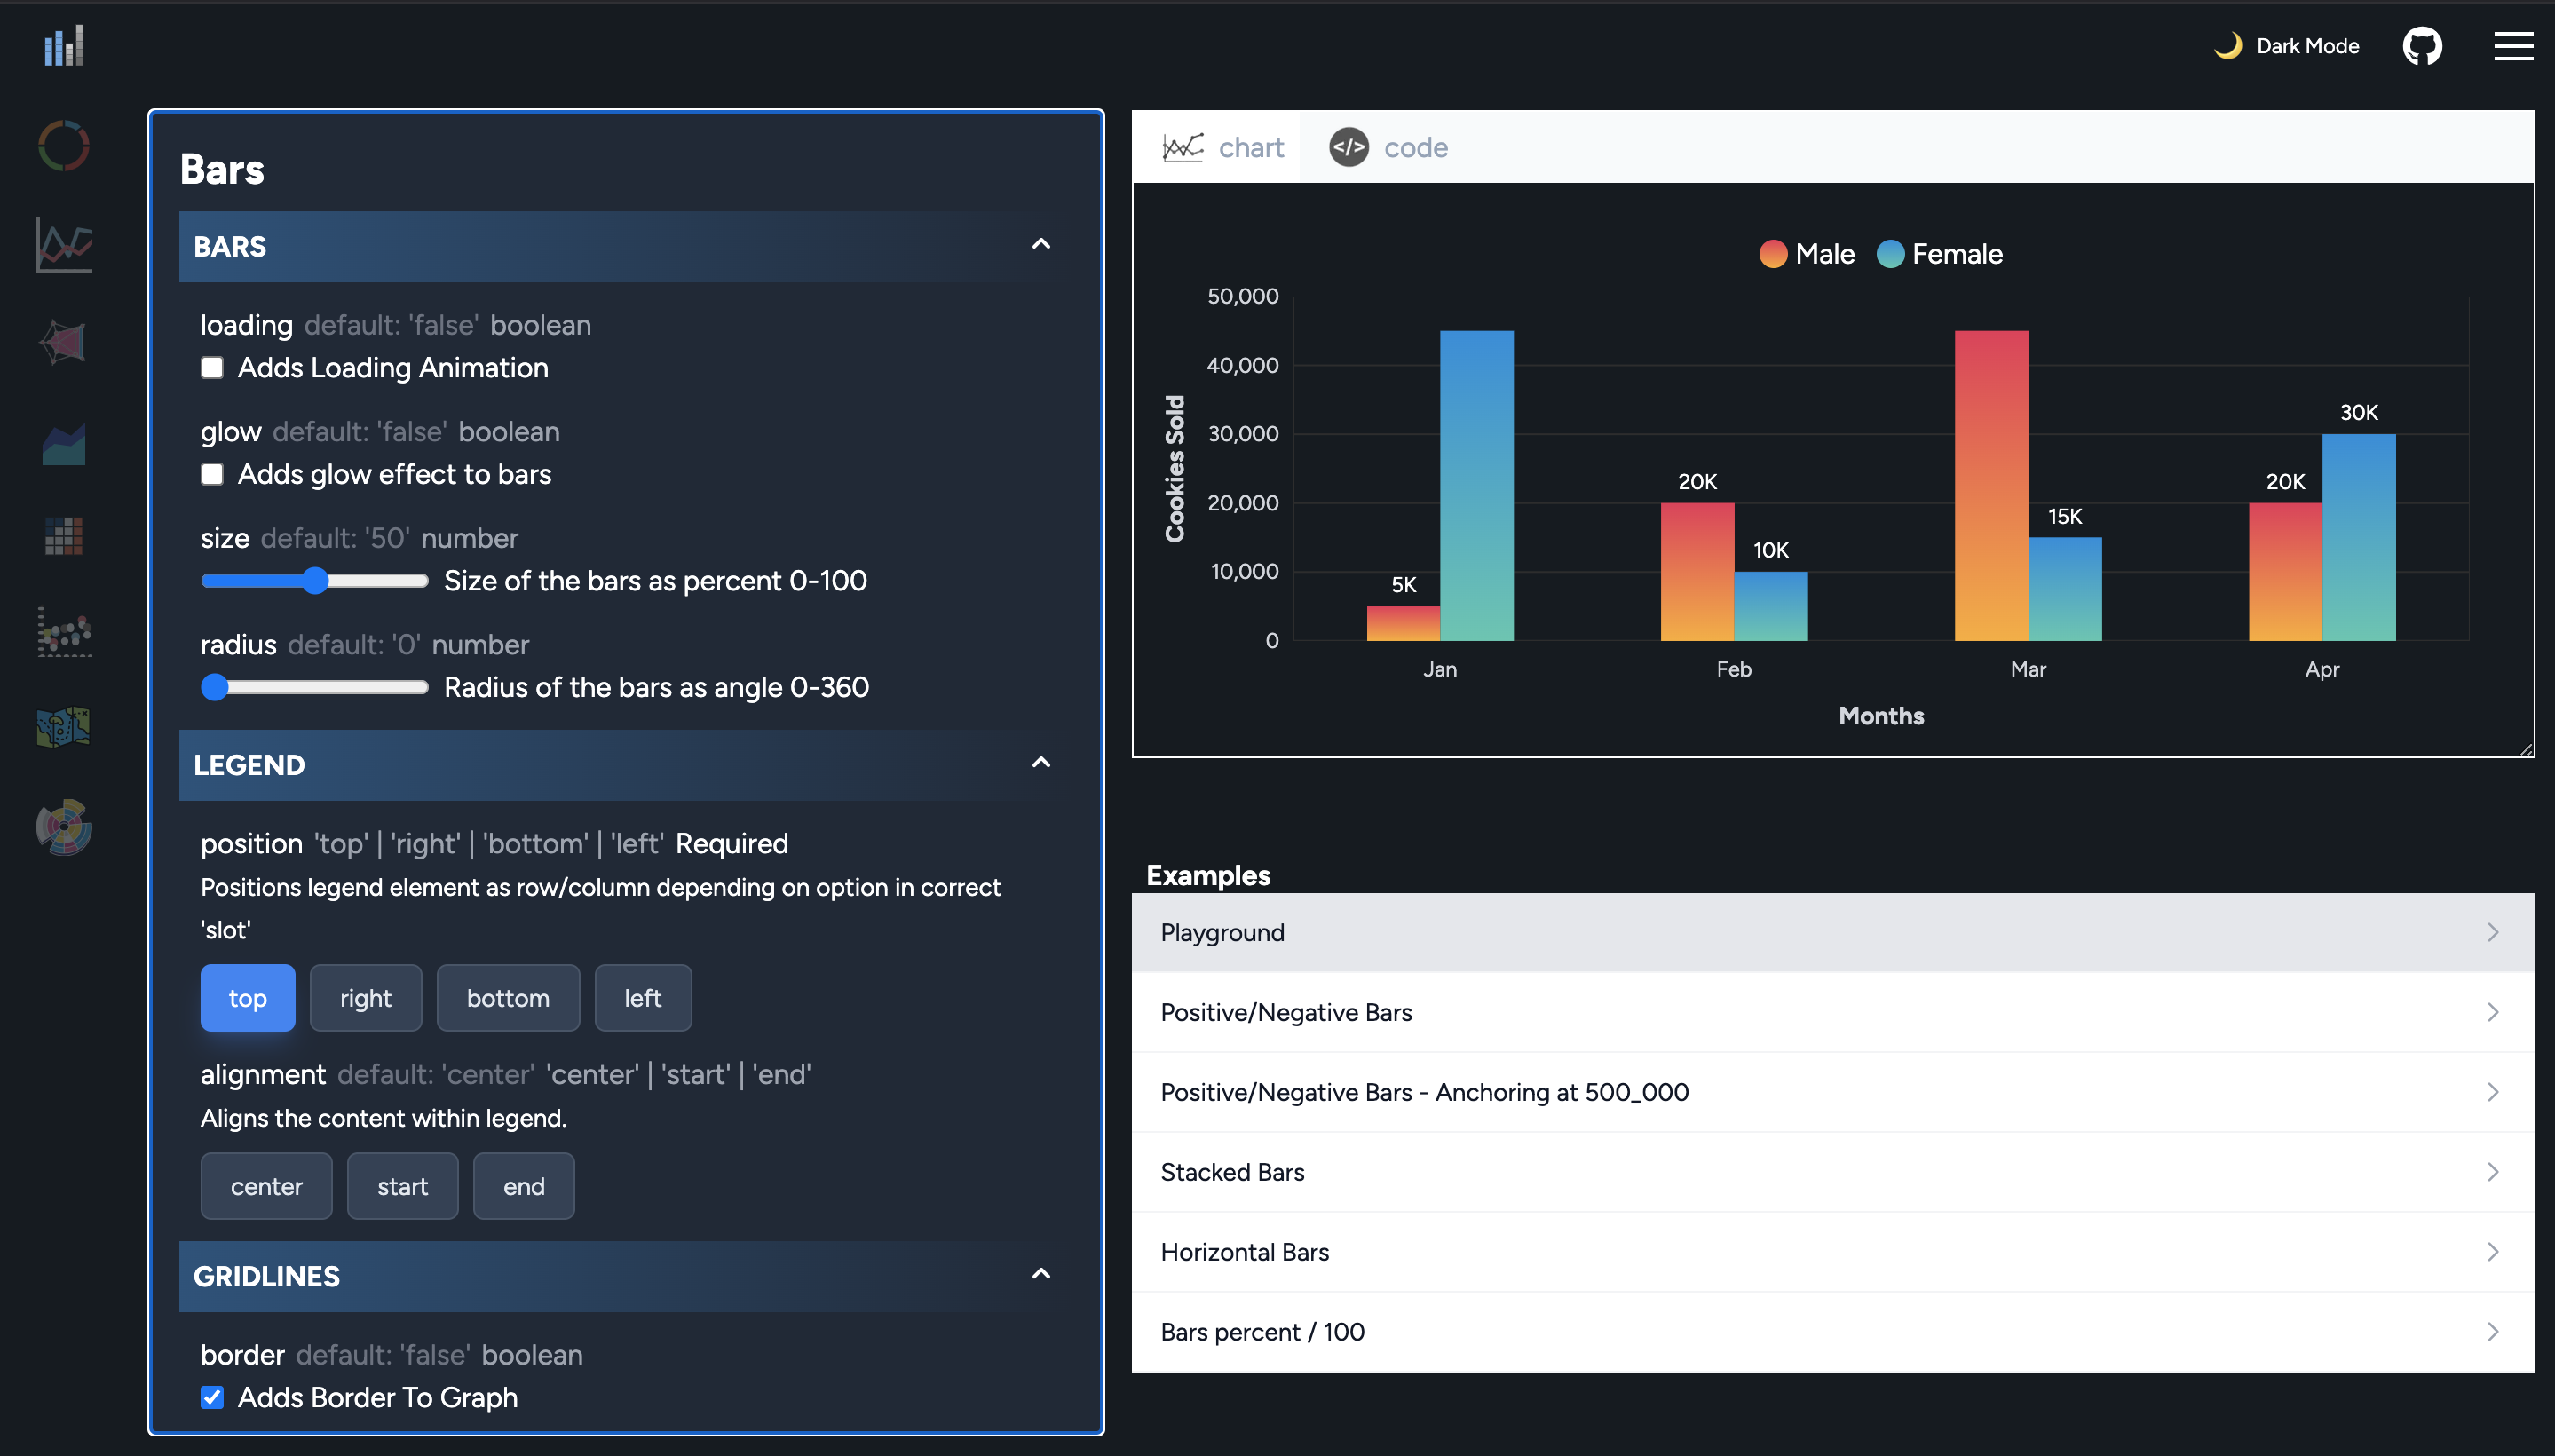 Dark Mode
Bars
BARS
loading default: 'false' boolean
Adds Loading Animation
glow default: 'false' boolean
Adds glow effect to bars
size default: '50' number
Size of the bars as percent 0-100
radius default: '0' number
Radius of the bars as angle 0-360
LEGEND
position 'top' | 'right' | 'bottom' | 'left' Required
Positions legend element as row/column depending on option in correct
'slot'
top right bottom left
alignment default: 'center' 'center' | 'start' | 'end'
Aligns the content within legend.
center start end
GRIDLINES
border default: 'false' boolean
Adds Border To Graph
chart </> code
Male Female
50,000
40,000
30,000
20,000
10,000
0
Cookies Sold
5K
20K
10K
15K
20K
30K
Jan Feb Mar Apr
Months
Examples
Playground
Positive/Negative Bars
Positive/Negative Bars - Anchoring at 500_000
Stacked Bars
Horizontal Bars
Bars percent / 100